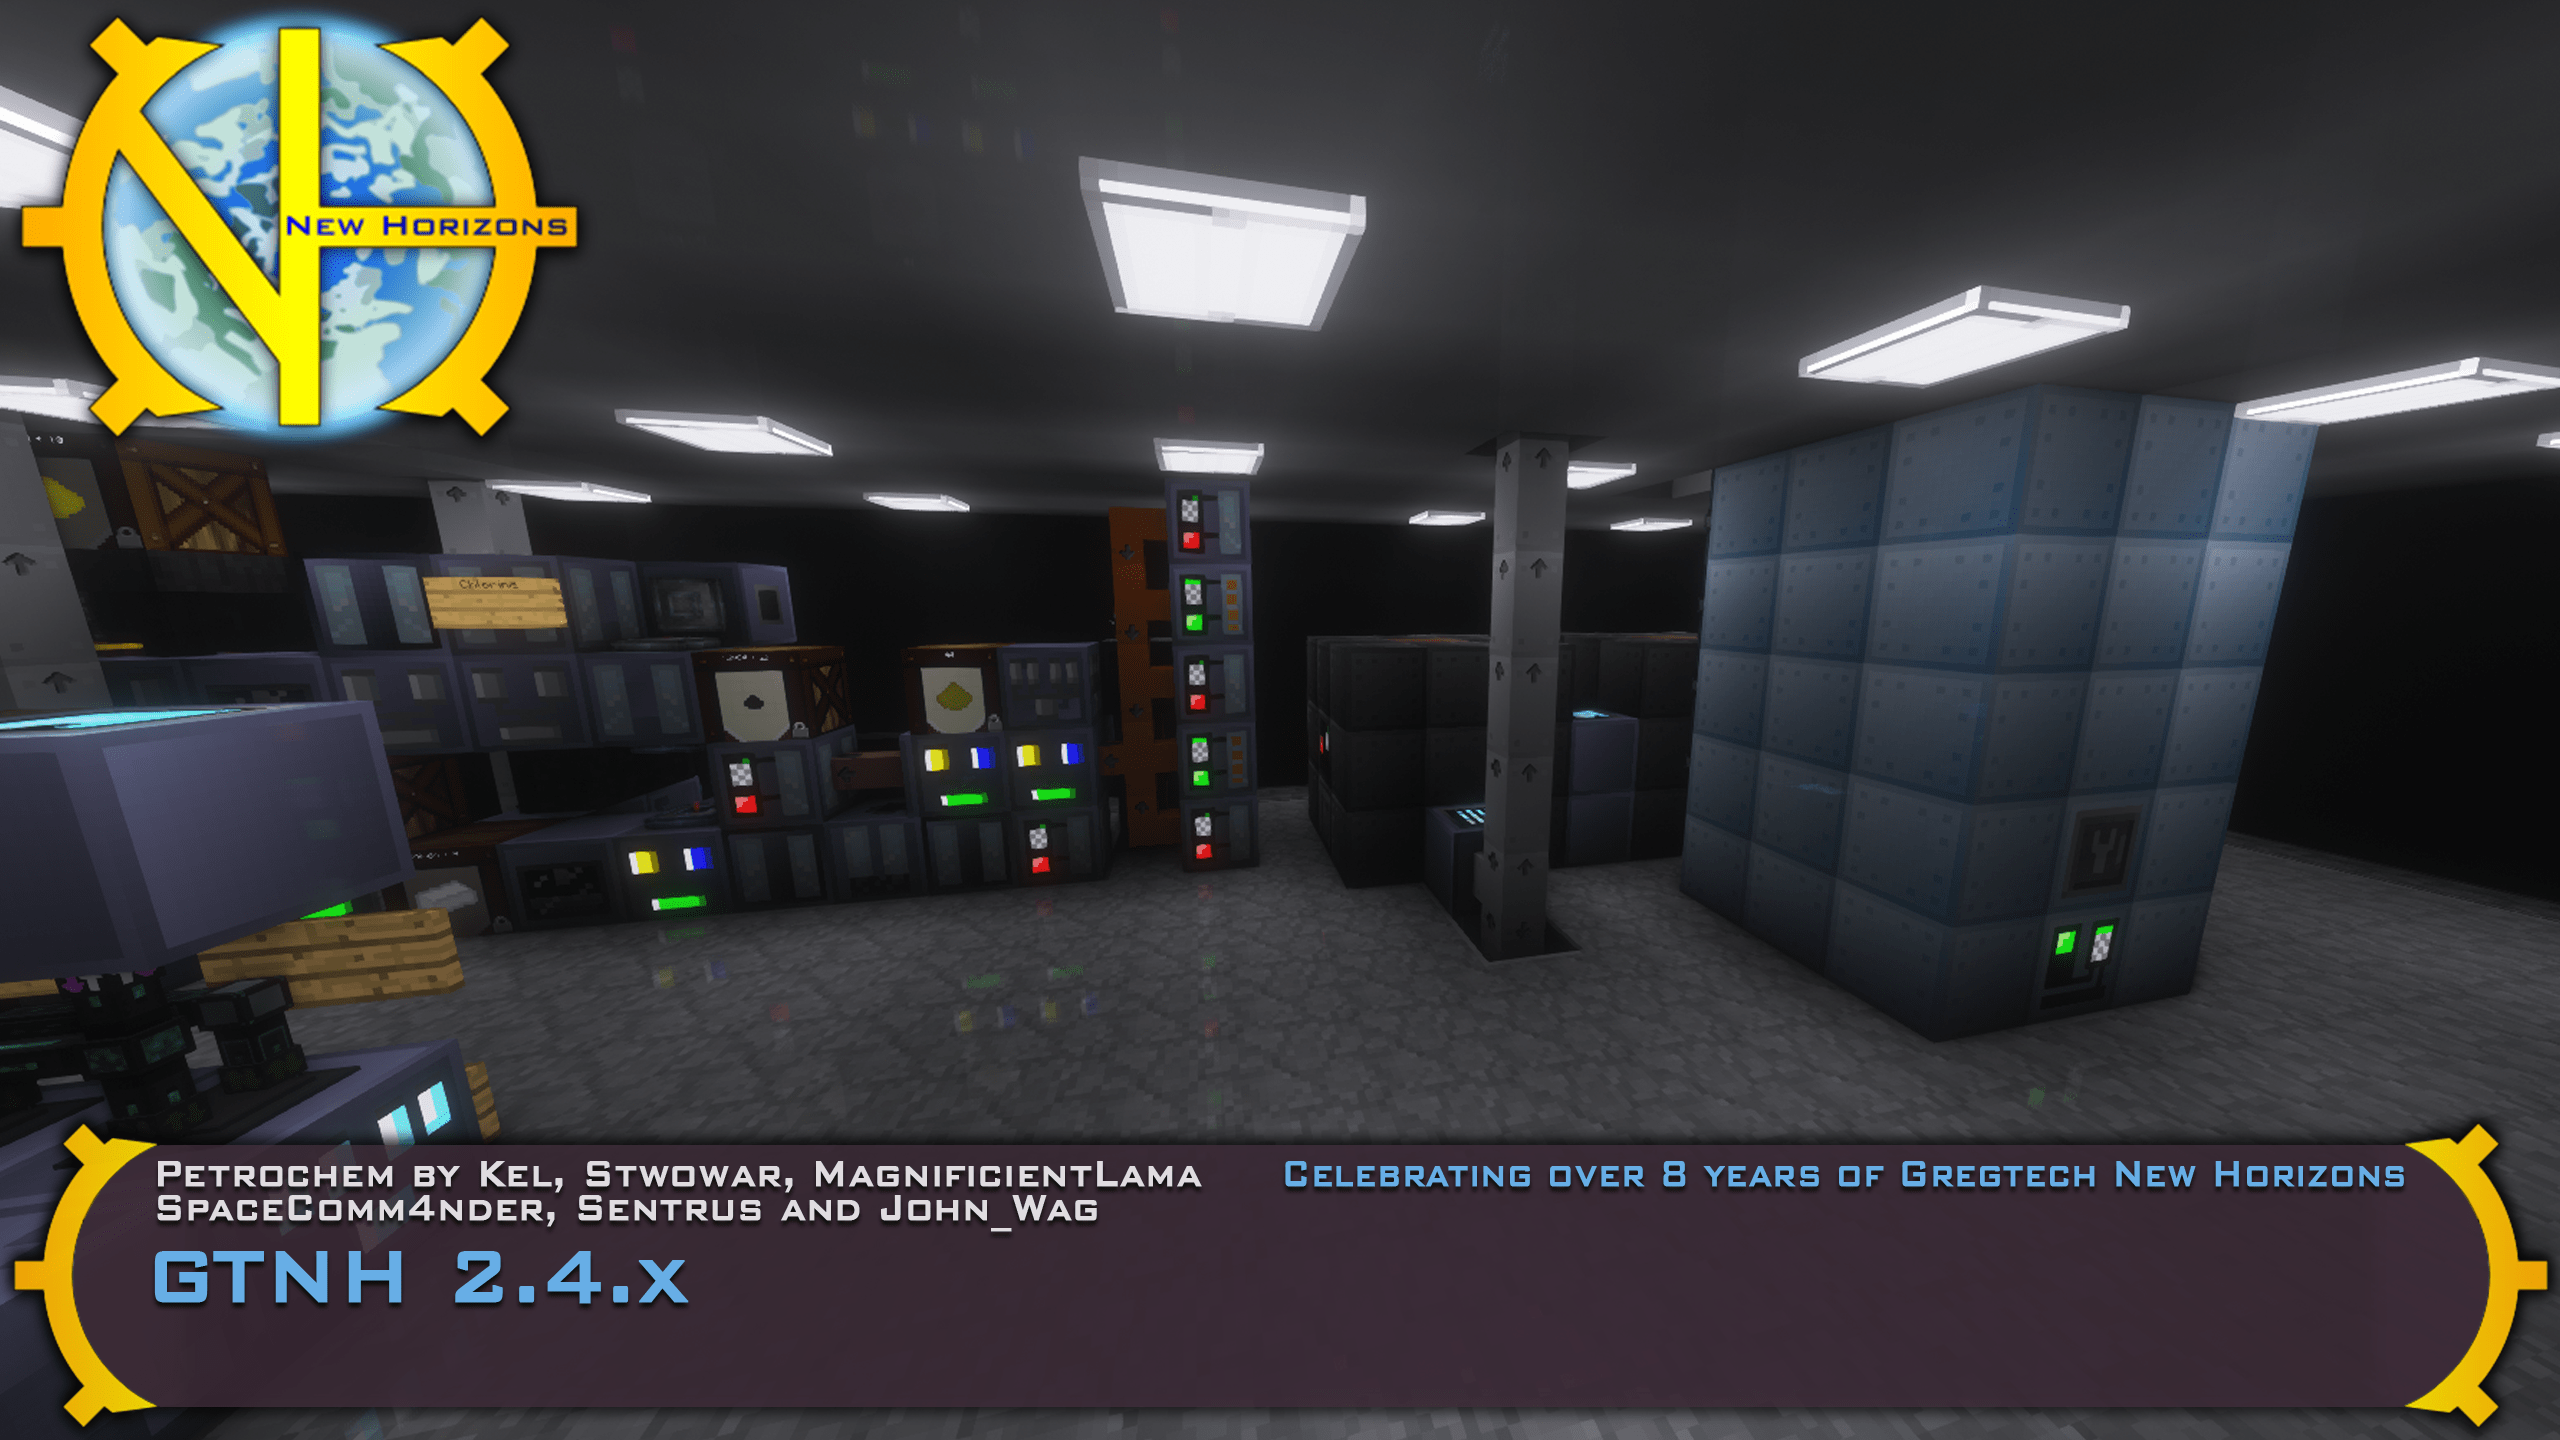 New Horizons
Chlorine
Petrochem by Kel, Stwowar, MagnificientLama
SpaceComm4nder, Sentrus and John_Wag
Celebrating over 8 years of Gregtech New Horizons
GTNH 2.4.x